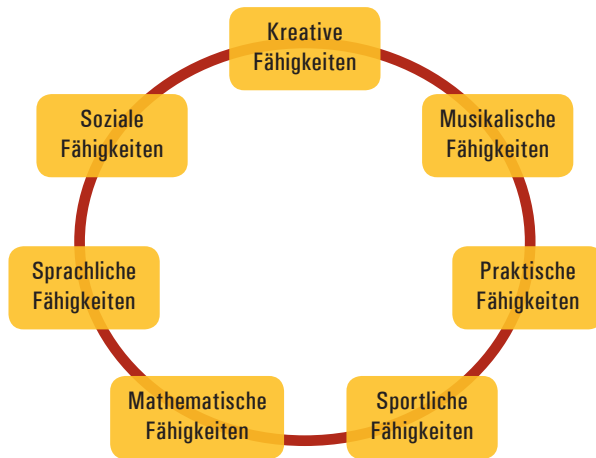 Kreative
Fähigkeiten
Musikalische
Fähigkeiten
Praktische
Fähigkeiten
Sportliche
Fähigkeiten
Mathematische
Fähigkeiten
Sprachliche
Fähigkeiten
Soziale
Fähigkeiten